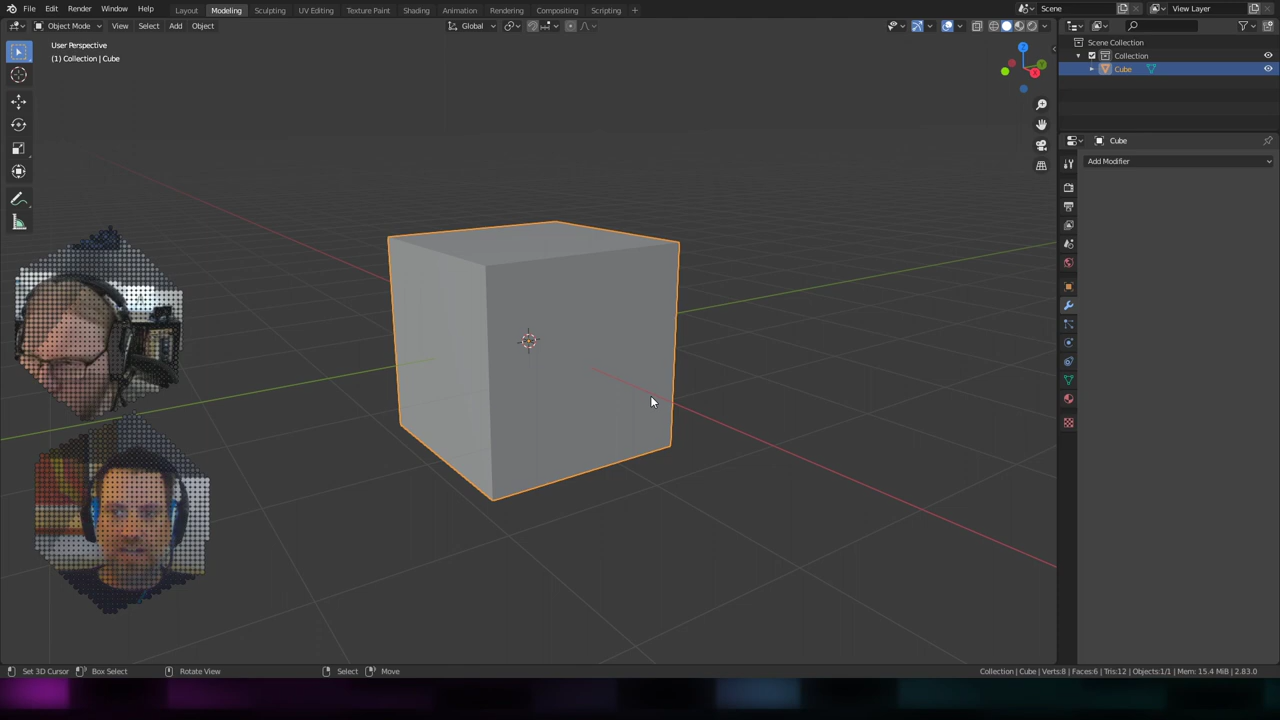 File Edit Render Window Help Layout Modeling Sculpting UV Editing Texture Paint Shading Animation Rendering Compositing Scripting + Scene View Layer
Object Mode View Select Add Object Global
User Perspective
(1) Collection | Cube
Z
Y
X
Scene Collection
Collection
Cube
Cube
Add Modifier
Set 3D Cursor Box Select Rotate View Select Move Collection | Cube | Verts:8 | Faces:6 | Tris:12 | Objects:1/1 | Mem: 15.4 MiB | 2.83.0